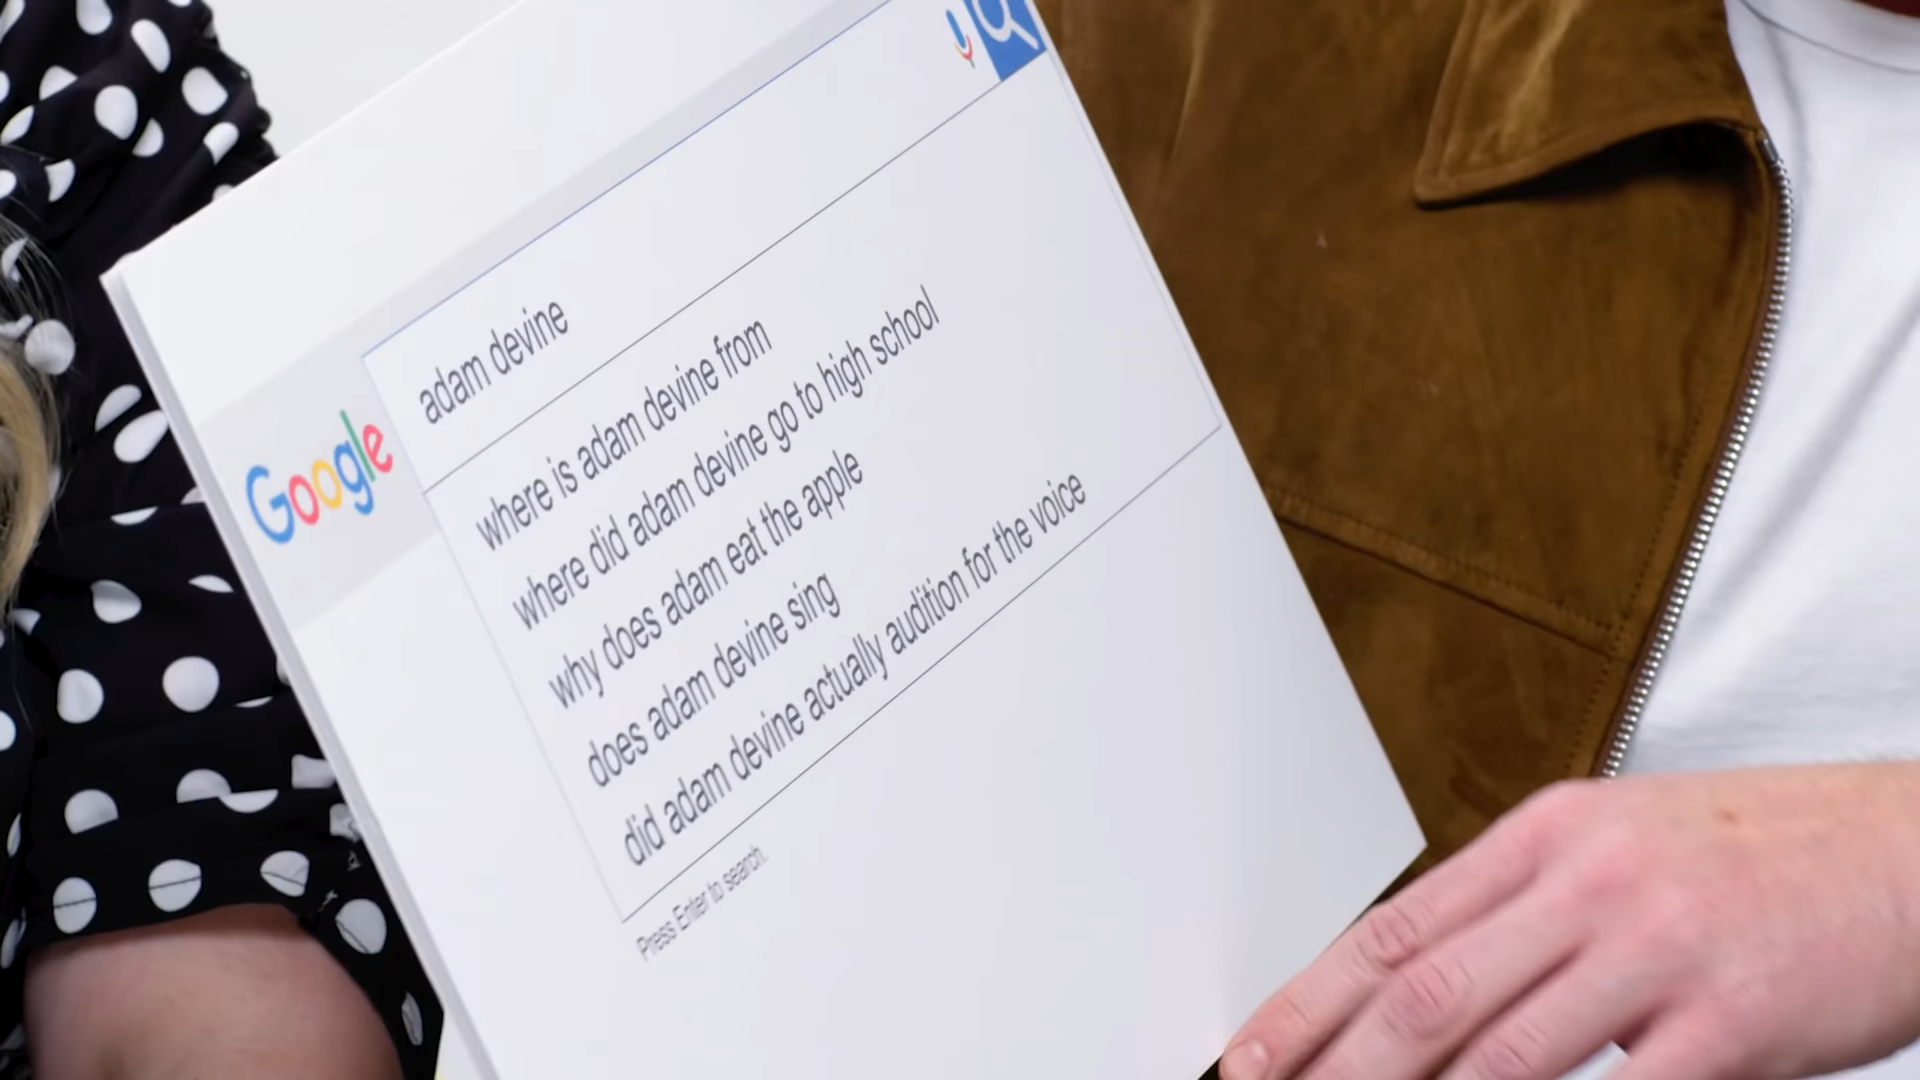 Google
adam devine
where is adam devine from
where did adam devine go to high school
why does adam eat the apple
does adam devine sing
did adam devine actually audition for the voice
Press Enter to search.